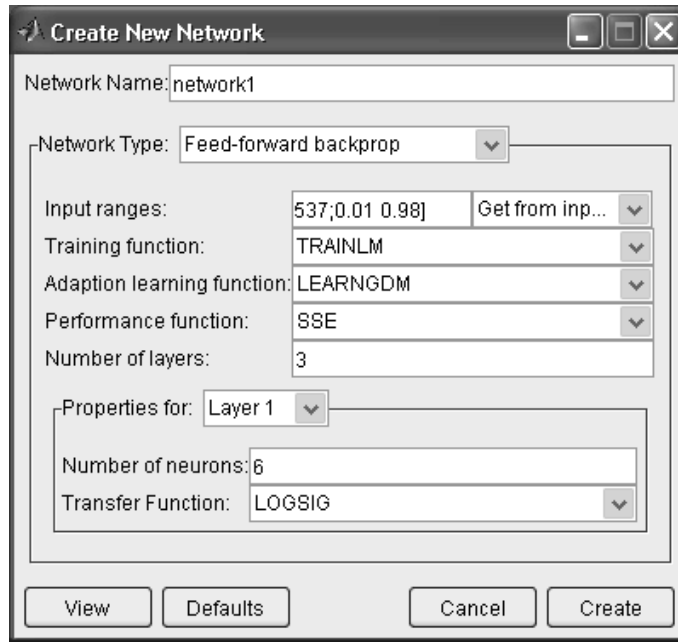 Create New Network
Network Name: network1
Network Type: Feed-forward backprop
Input ranges: 537;0.01 0.98] Get from inp...
Training function: TRAINLM
Adaption learning function: LEARNGDM
Performance function: SSE
Number of layers: 3
Properties for: Layer 1
Number of neurons: 6
Transfer Function: LOGSIG
View Defaults Cancel Create